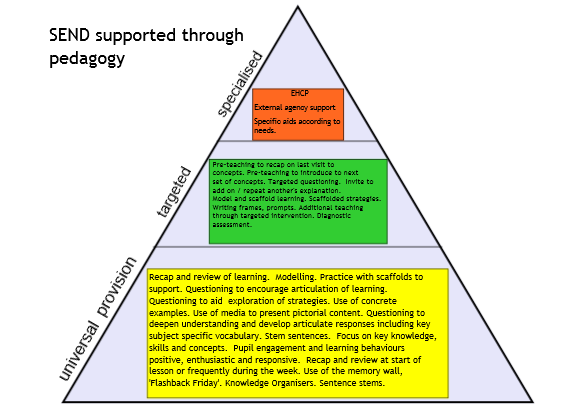 SEND supported through
pedagogy
specialised
EHCP
External agency support
Specific aids according to
needs.
targeted
Pre-teaching to recap on last visit to
concepts. Pre-teaching to introduce to next
set of concepts. Targeted questioning. Invite to
add on / repeat another's explanation.
Model and scaffold learning. Scaffolded strategies.
Writing frames, prompts. Additional teaching
through targeted intervention. Diagnostic
assessment.
universal provision
Recap and review of learning. Modelling. Practice with scaffolds to
support. Questioning to encourage articulation of learning.
Questioning to aid exploration of strategies. Use of concrete
examples. Use of media to present pictorial content. Questioning to
deepen understanding and develop articulate responses including key
subject specific vocabulary. Stem sentences. Focus on key knowledge,
skills and concepts. Pupil engagement and learning behaviours
positive, enthusiastic and responsive. Recap and review at start of
lesson or frequently during the week. Use of the memory wall,
'Flashback Friday'. Knowledge Organisers. Sentence stems.